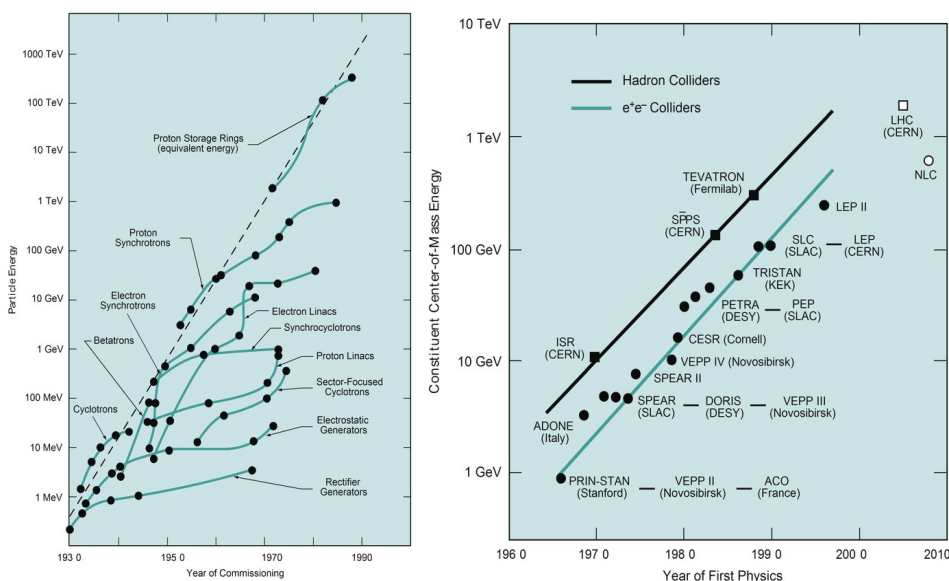 1000 TeV
100 TeV
10 TeV
1 TeV
100 GeV
10 GeV
1 GeV
100 MeV
10 MeV
1 MeV
Particle Energy
Proton Storage Rings
(equivalent energy)
Proton
Synchrotrons
Electron
Synchrotrons
Betatrons
Cyclotrons
Electron Linacs
Synchrocyclotrons
Proton Linacs
Sector-Focused
Cyclotrons
Electrostatic
Generators
Rectifier
Generators
193 0
195 0
1970
1990
Year of Commissioning
10 TeV
1 TeV
100 GeV
10 GeV
1 GeV
Constituent Center-of-Mass Energy
Hadron Colliders
e⁺e⁻ Colliders
LHC
(CERN)
NLC
TEVATRON
(Fermilab)
Sp̅PS
(CERN)
LEP II
SLC — LEP
(SLAC) (CERN)
TRISTAN
(KEK)
PETRA — PEP
(DESY) (SLAC)
ISR
(CERN)
CESR (Cornell)
VEPP IV (Novosibirsk)
SPEAR II
SPEAR — DORIS — VEPP III
(SLAC) (DESY) (Novosibirsk)
ADONE
(Italy)
PRIN-STAN — VEPP II — ACO
(Stanford) (Novosibirsk) (France)
196 0
197 0
198 0
199 0
200 0
2010
Year of First Physics